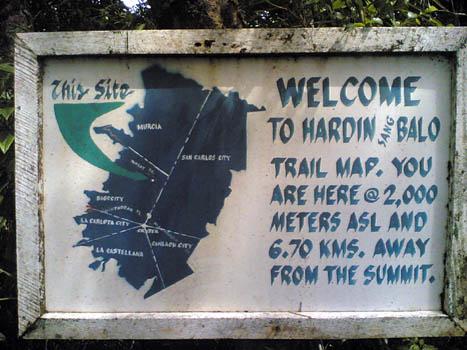 This Site
MURCIA
SAN CARLOS CITY
BAGO CITY
LA CARLOTA CITY
CRATER
CANLAON CITY
LA CASTELLANA
WELCOME
TO HARDIN SANG BALO
TRAIL MAP. YOU
ARE HERE @ 2,000
METERS ASL AND
6.70 KMS. AWAY
FROM THE SUMMIT.